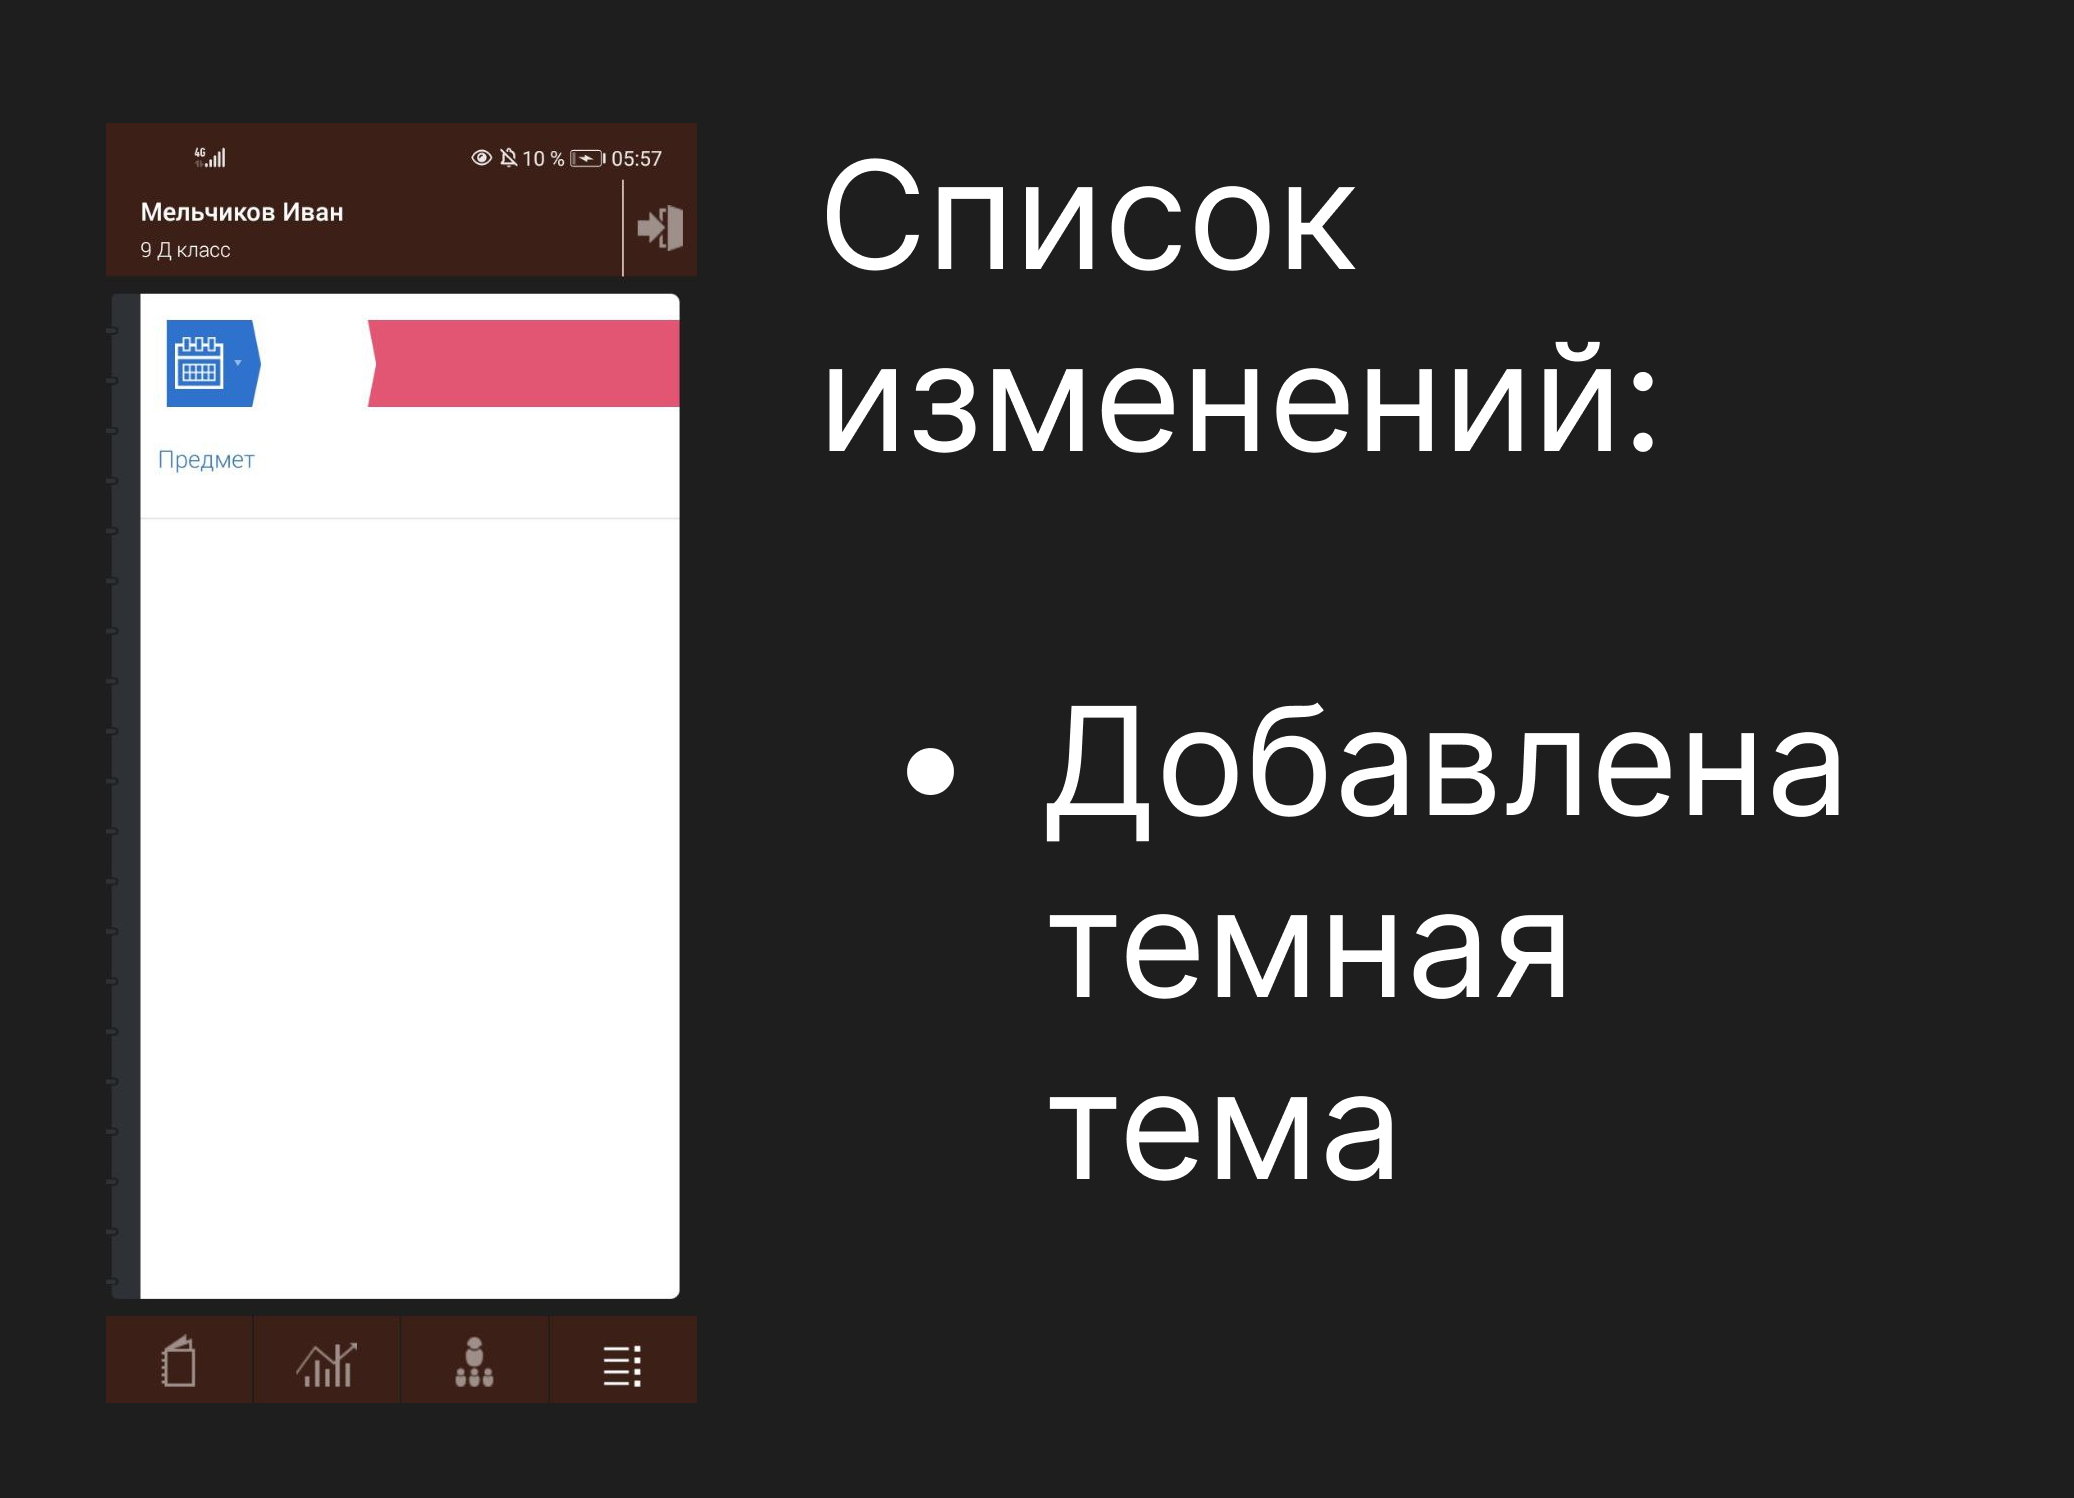 4G
10 % 05:57
Мельчиков Иван
9 Д класс
Предмет
Список
изменений:
• Добавлена
темная
тема